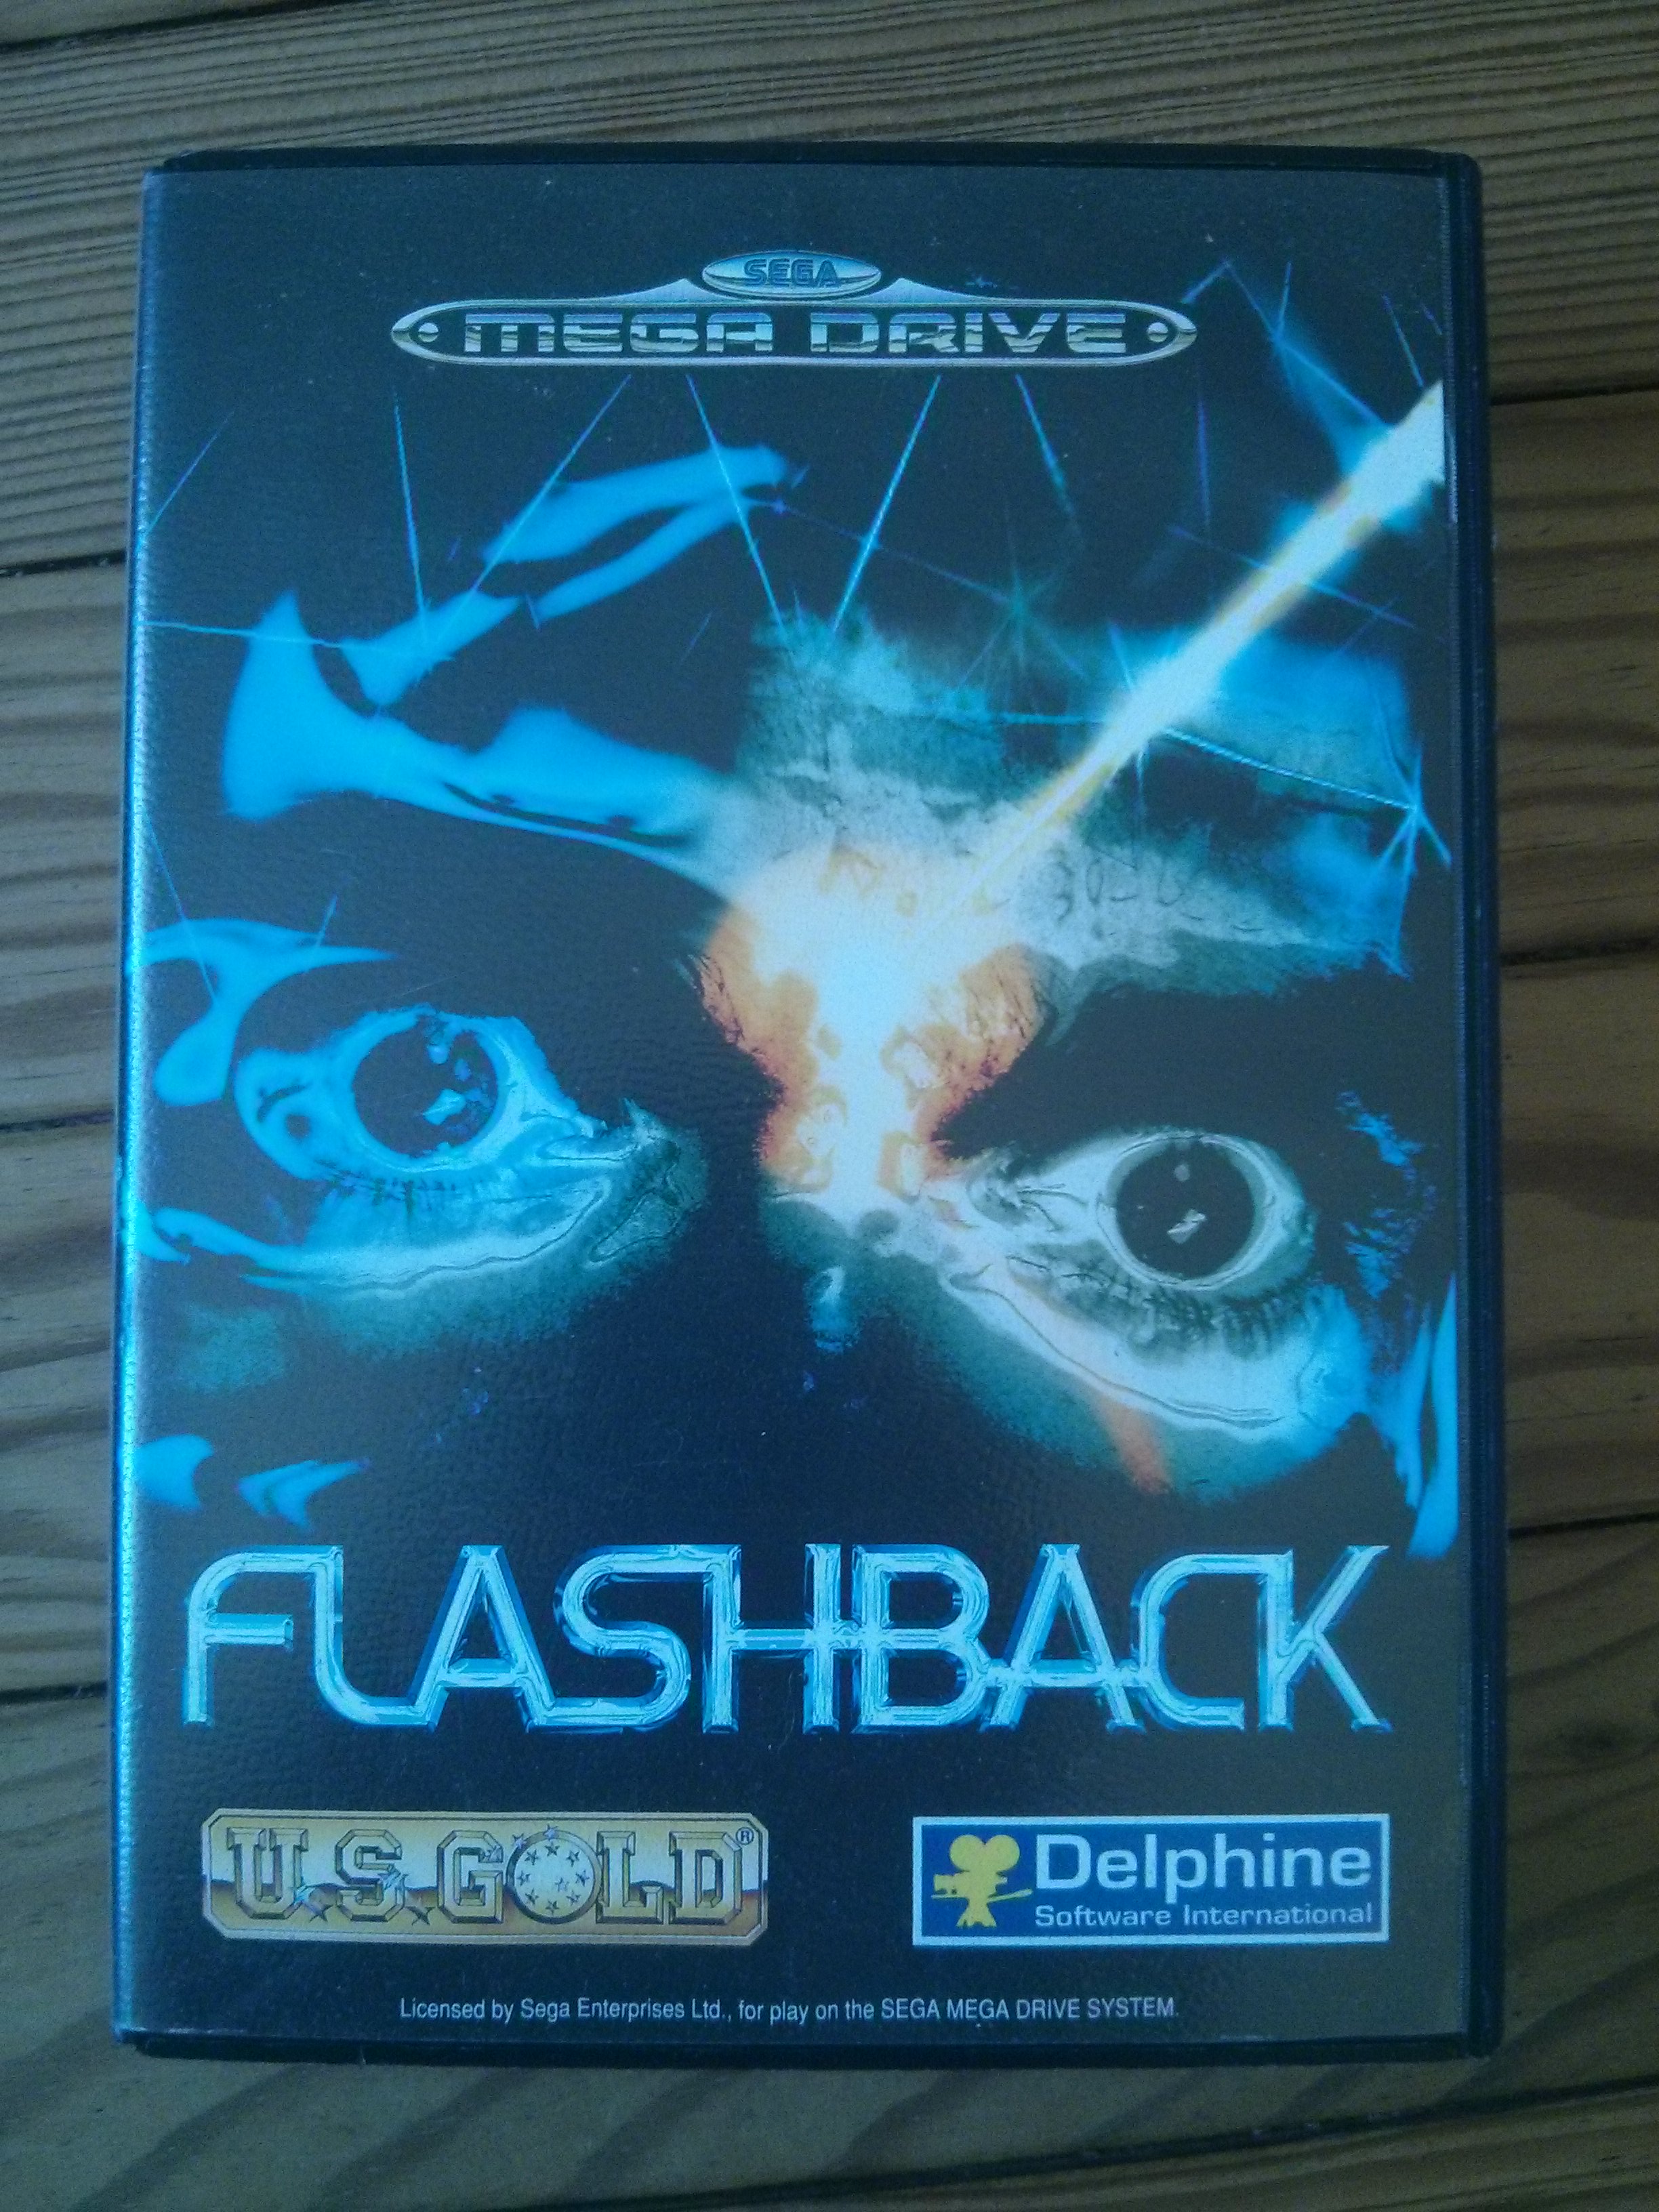 SEGA
MEGA DRIVE
FLASHBACK
U.S. GOLD®
Delphine
Software International
Licensed by Sega Enterprises Ltd., for play on the SEGA MEGA DRIVE SYSTEM.